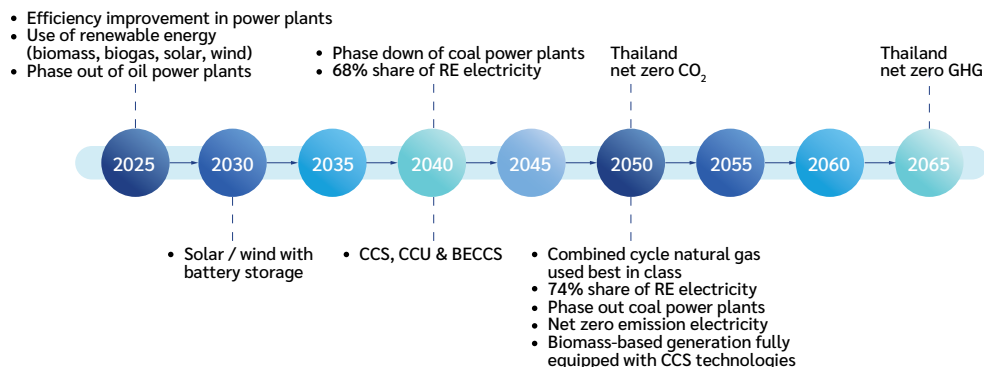 • Efficiency improvement in power plants
• Use of renewable energy
(biomass, biogas, solar, wind)
• Phase out of oil power plants
• Phase down of coal power plants
• 68% share of RE electricity
Thailand
net zero CO₂
Thailand
net zero GHG
2025
2030
2035
2040
2045
2050
2055
2060
2065
• Solar / wind with
battery storage
• CCS, CCU & BECCS
• Combined cycle natural gas
used best in class
• 74% share of RE electricity
• Phase out coal power plants
• Net zero emission electricity
• Biomass-based generation fully
equipped with CCS technologies